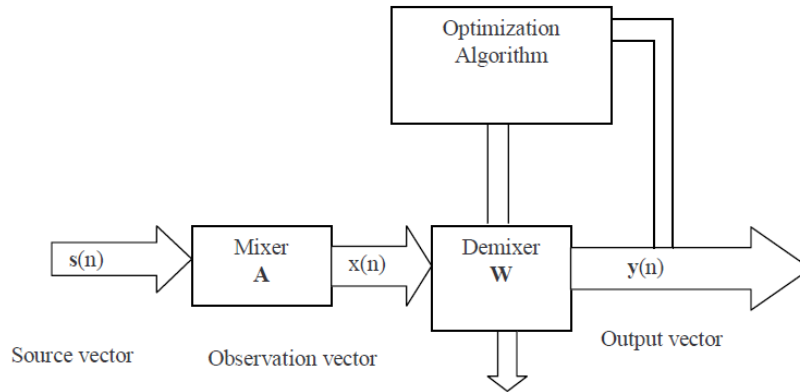 Optimization
Algorithm
s(n)
Mixer
A
x(n)
Demixer
W
y(n)
Source vector
Observation vector
Output vector